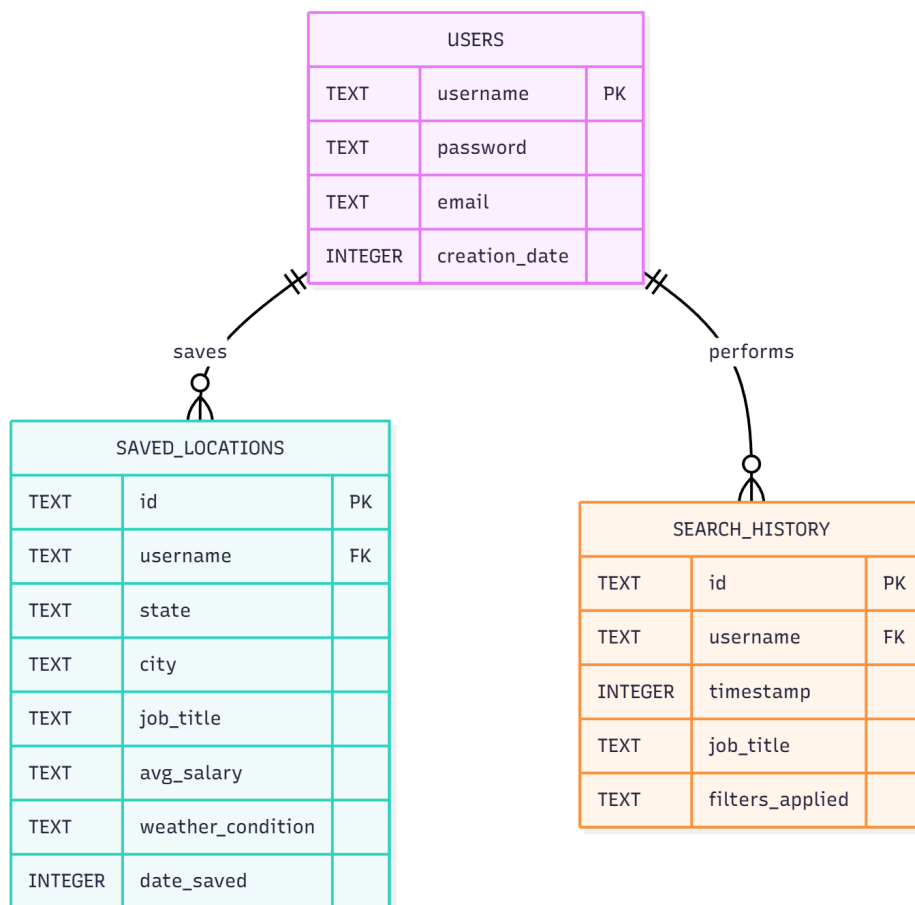 USERS
TEXT username PK
TEXT password
TEXT email
INTEGER creation_date
saves
performs
SAVED_LOCATIONS
TEXT id PK
TEXT username FK
TEXT state
TEXT city
TEXT job_title
TEXT avg_salary
TEXT weather_condition
INTEGER date_saved
SEARCH_HISTORY
TEXT id PK
TEXT username FK
INTEGER timestamp
TEXT job_title
TEXT filters_applied